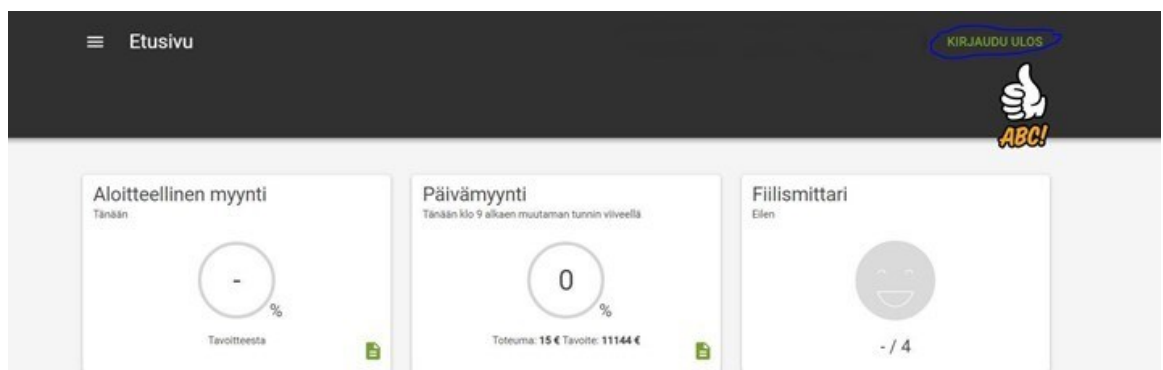 Etusivu
KIRJAUDU ULOS
ABC!
Aloitteellinen myynti
Tänään
-
%
Tavoitteesta
Päivämyynti
Tänään klo 9 alkaen muutaman tunnin viiveellä
0
%
Toteuma: 15 € Tavoite: 11144 €
Fiilismittari
Eilen
- / 4